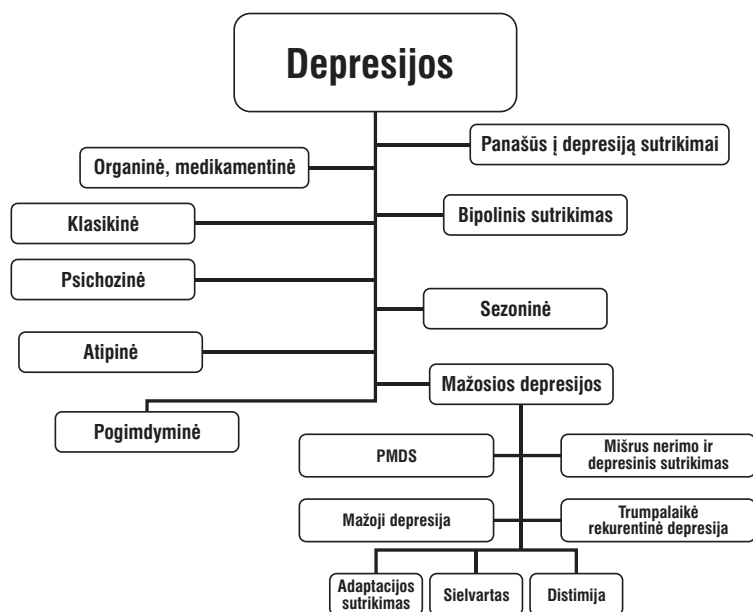 Depresijos
Panašūs į depresiją sutrikimai
Organinė, medikamentinė
Klasikinė
Bipolinis sutrikimas
Psichozinė
Sezoninė
Atipinė
Mažosios depresijos
Pogimdyminė
PMDS
Mišrus nerimo ir
depresinis sutrikimas
Mažoji depresija
Trumpalaikė
rekurentinė depresija
Adaptacijos
sutrikimas
Sielvartas
Distimija